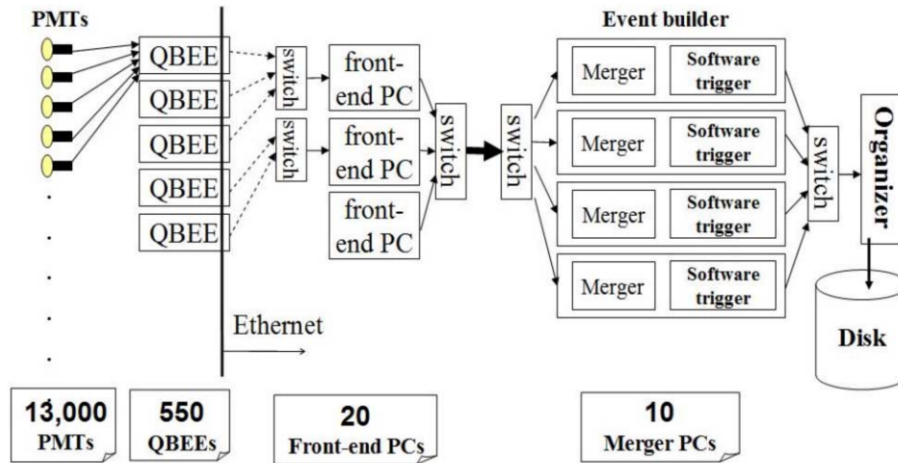 PMTs
Event builder
QBEE
QBEE
QBEE
QBEE
QBEE
switch
switch
front-
end PC
front-
end PC
front-
end PC
switch
switch
Merger
Software
trigger
Merger
Software
trigger
Merger
Software
trigger
Merger
Software
trigger
switch
Organizer
Disk
Ethernet
13,000
PMTs
550
QBEEs
20
Front-end PCs
10
Merger PCs